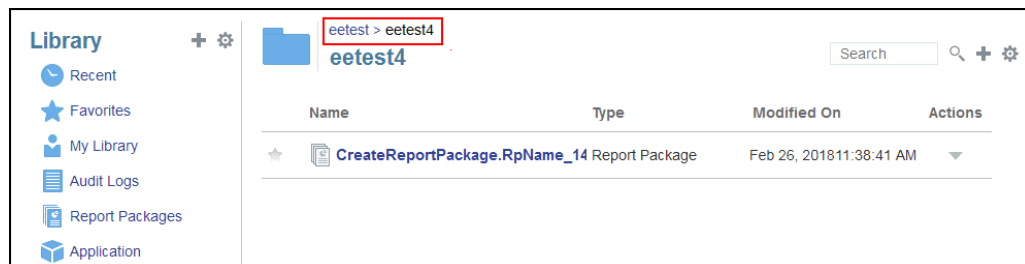 Library
Recent
Favorites
My Library
Audit Logs
Report Packages
Application
eetest > eetest4
eetest4
Search
Name Type Modified On Actions
CreateReportPackage.RpName_14 Report Package Feb 26, 201811:38:41 AM